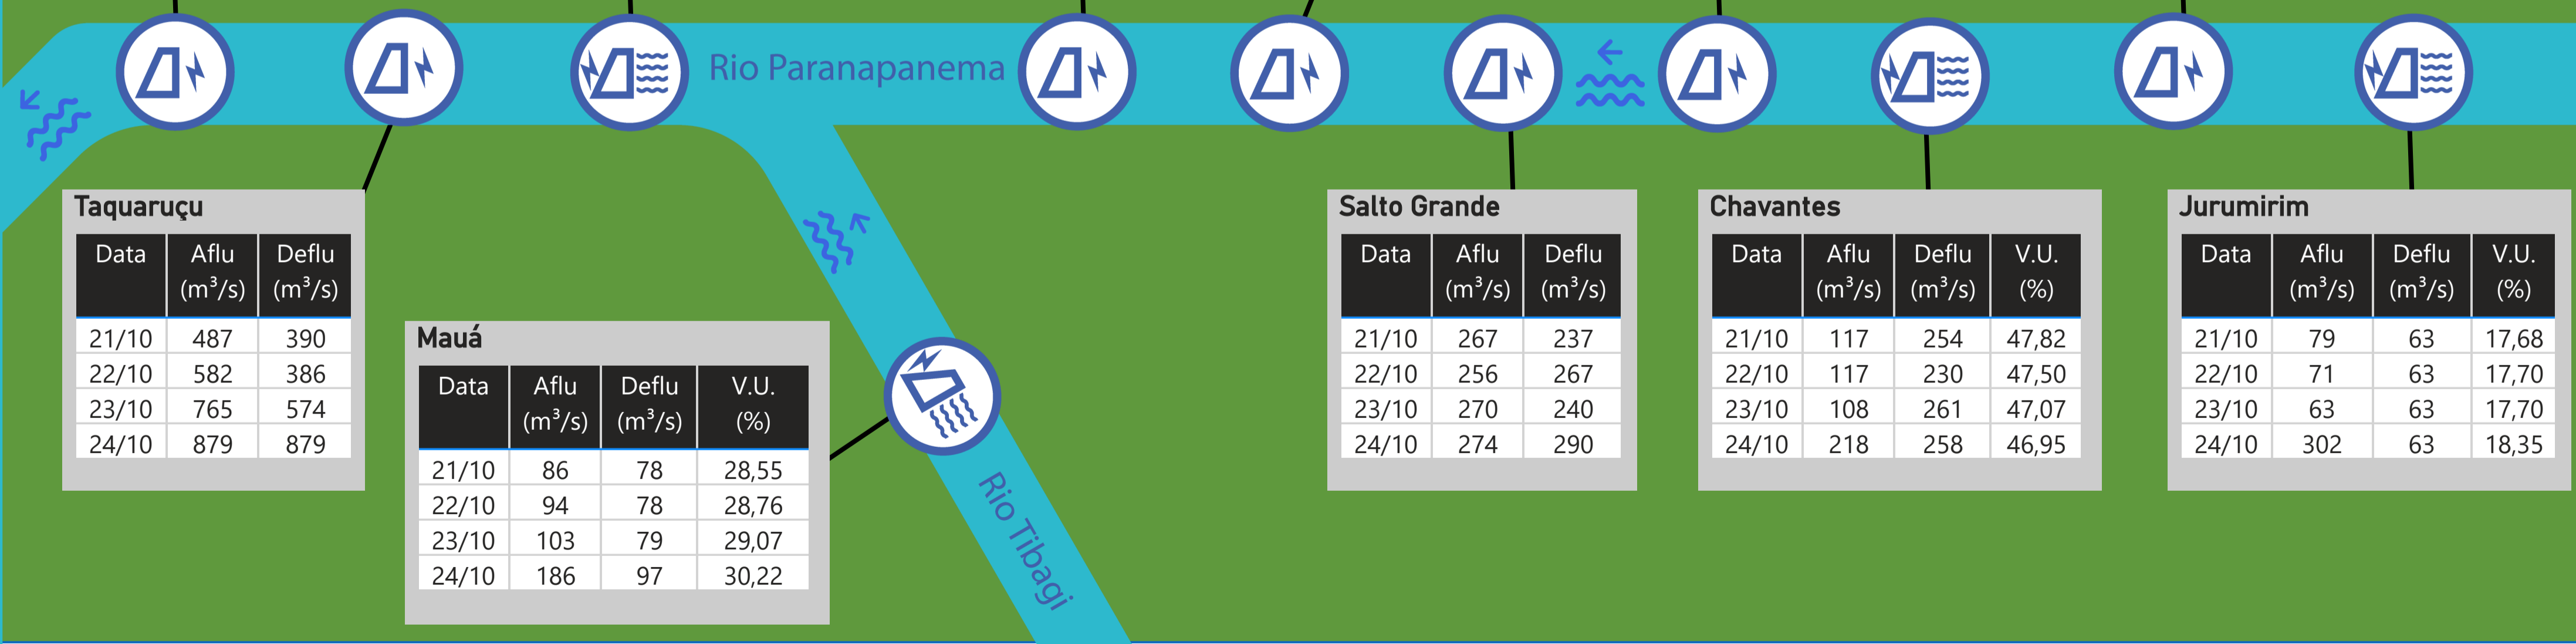 Rio Paranapanema
Taquaruçu
Data Aflu (m³/s) Deflu (m³/s)
21/10 487 390
22/10 582 386
23/10 765 574
24/10 879 879
Mauá
Data Aflu (m³/s) Deflu (m³/s) V.U. (%)
21/10 86 78 28,55
22/10 94 78 28,76
23/10 103 79 29,07
24/10 186 97 30,22
Rio Tibagi
Salto Grande
Data Aflu (m³/s) Deflu (m³/s)
21/10 267 237
22/10 256 267
23/10 270 240
24/10 274 290
Chavantes
Data Aflu (m³/s) Deflu (m³/s) V.U. (%)
21/10 117 254 47,82
22/10 117 230 47,50
23/10 108 261 47,07
24/10 218 258 46,95
Jurumirim
Data Aflu (m³/s) Deflu (m³/s) V.U. (%)
21/10 79 63 17,68
22/10 71 63 17,70
23/10 63 63 17,70
24/10 302 63 18,35